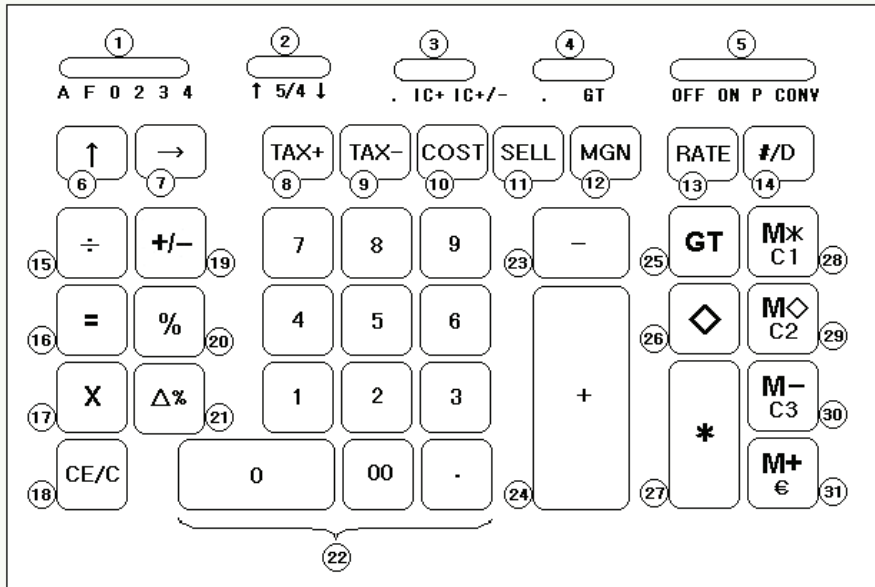 1 2 3 4 5
A F 0 2 3 4 ↑ 5/4 ↓ . IC+ IC+/- . GT OFF ON P CONV
↑ → TAX+ TAX- COST SELL MGN RATE #/D
6 7 8 9 10 11 12 13 14
÷ +/- 7 8 9 - GT M* C1
15 19 23 25 28
= % 4 5 6 + ◇ M◇ C2
16 20 26 29
X Δ% 1 2 3 * M- C3
17 21 30
CE/C 0 00 . M+ €
18 24 27 31
22